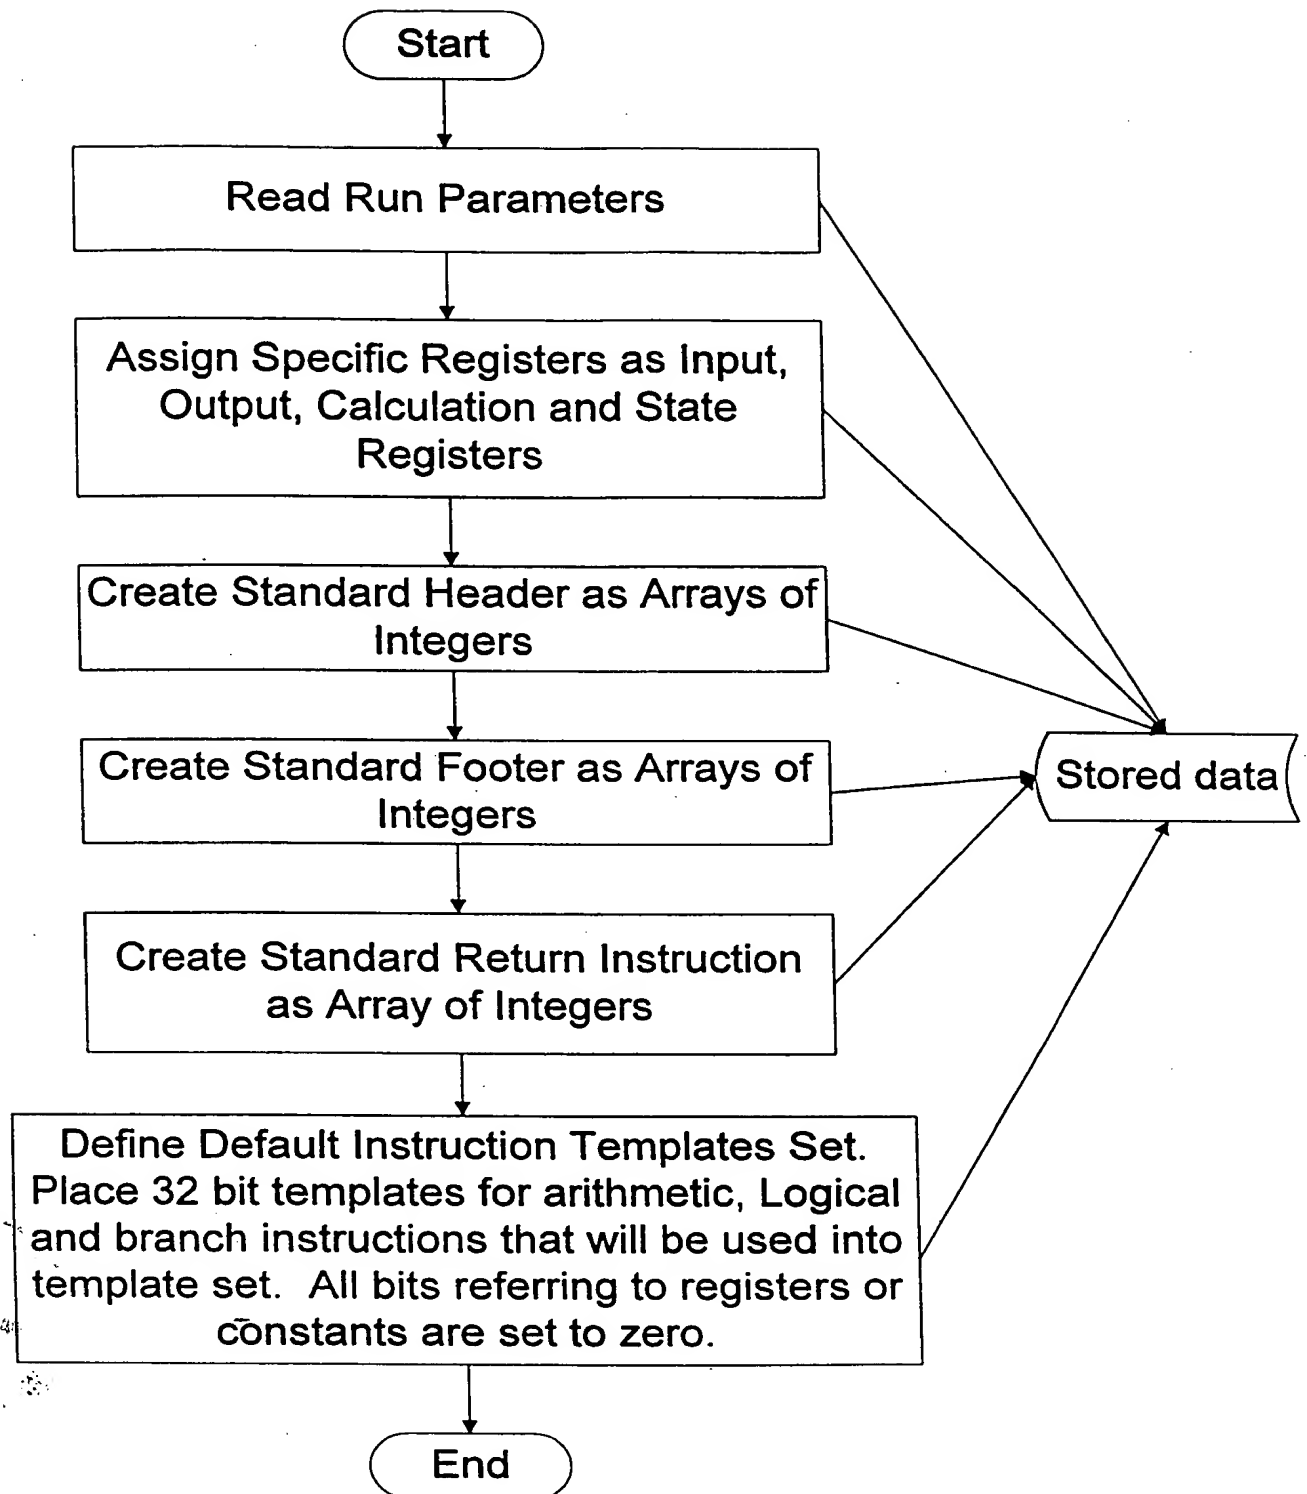 Start
Read Run Parameters
Assign Specific Registers as Input,
Output, Calculation and State
Registers
Create Standard Header as Arrays of
Integers
Create Standard Footer as Arrays of
Integers
Stored data
Create Standard Return Instruction
as Array of Integers
Define Default Instruction Templates Set.
Place 32 bit templates for arithmetic, Logical
and branch instructions that will be used into
template set.  All bits referring to registers or
constants are set to zero.
End